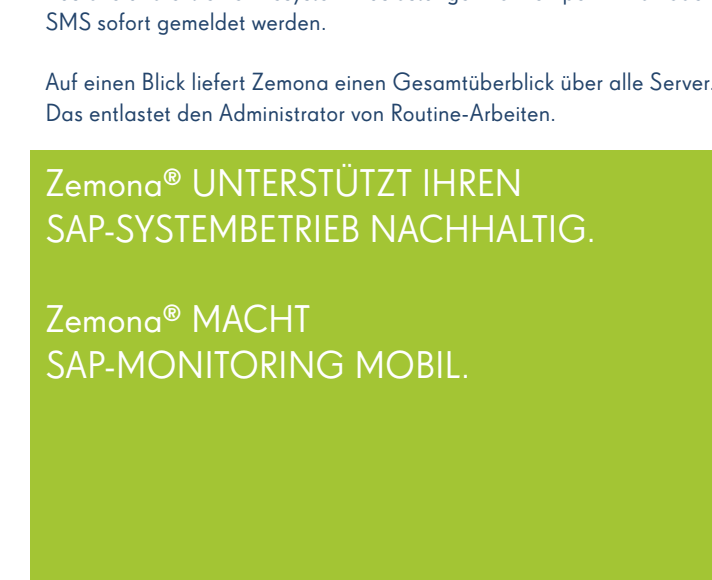 SMS sofort gemeldet werden.
Auf einen Blick liefert Zemona einen Gesamtüberblick über alle Server.
Das entlastet den Administrator von Routine-Arbeiten.
Zemona® UNTERSTÜTZT IHREN
SAP-SYSTEMBETRIEB NACHHALTIG.
Zemona® MACHT
SAP-MONITORING MOBIL.